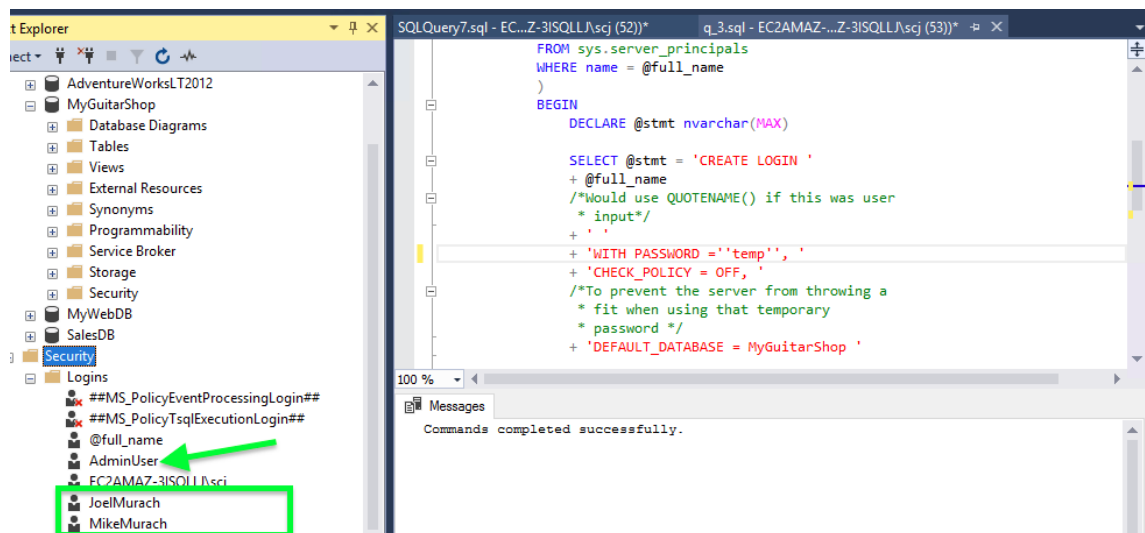 t Explorer
SQLQuery7.sql - EC...Z-3ISQLLJ\scj (52))*
q_3.sql - EC2AMAZ-...Z-3ISQLLJ\scj (53))*
nect
AdventureWorksLT2012
MyGuitarShop
Database Diagrams
Tables
Views
External Resources
Synonyms
Programmability
Service Broker
Storage
Security
MyWebDB
SalesDB
Security
Logins
##MS_PolicyEventProcessingLogin##
##MS_PolicyTsqlExecutionLogin##
@full_name
AdminUser
EC2AMAZ-3ISQLLJ\scj
JoelMurach
MikeMurach
FROM sys.server_principals
WHERE name = @full_name
)
BEGIN
DECLARE @stmt nvarchar(MAX)
SELECT @stmt = 'CREATE LOGIN '
+ @full_name
/*Would use QUOTENAME() if this was user
* input*/
+ ' '
+ 'WITH PASSWORD =''temp'', '
+ 'CHECK_POLICY = OFF, '
/*To prevent the server from throwing a
* fit when using that temporary
* password */
+ 'DEFAULT_DATABASE = MyGuitarShop '
100 %
Messages
Commands completed successfully.